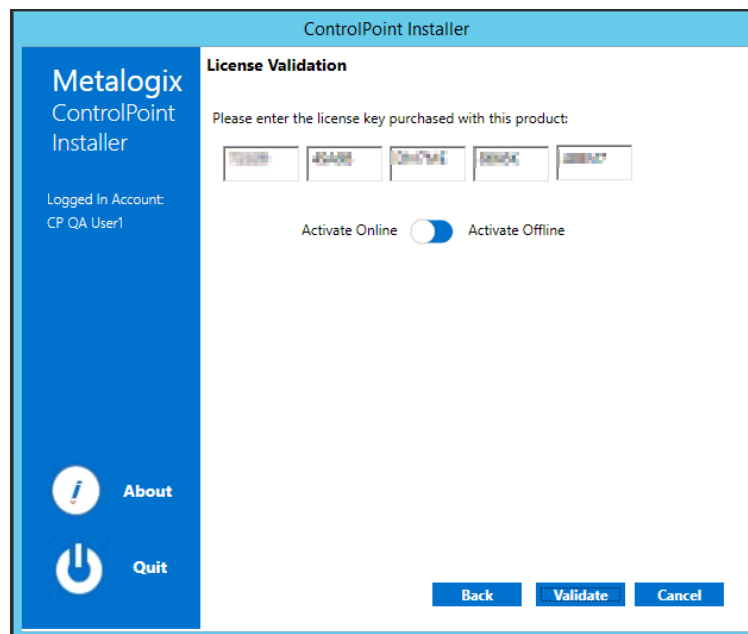 ControlPoint Installer
Metalogix
ControlPoint
Installer
Logged In Account:
CP QA User1
About
Quit
License Validation
Please enter the license key purchased with this product:
Activate Online
Activate Offline
Back
Validate
Cancel